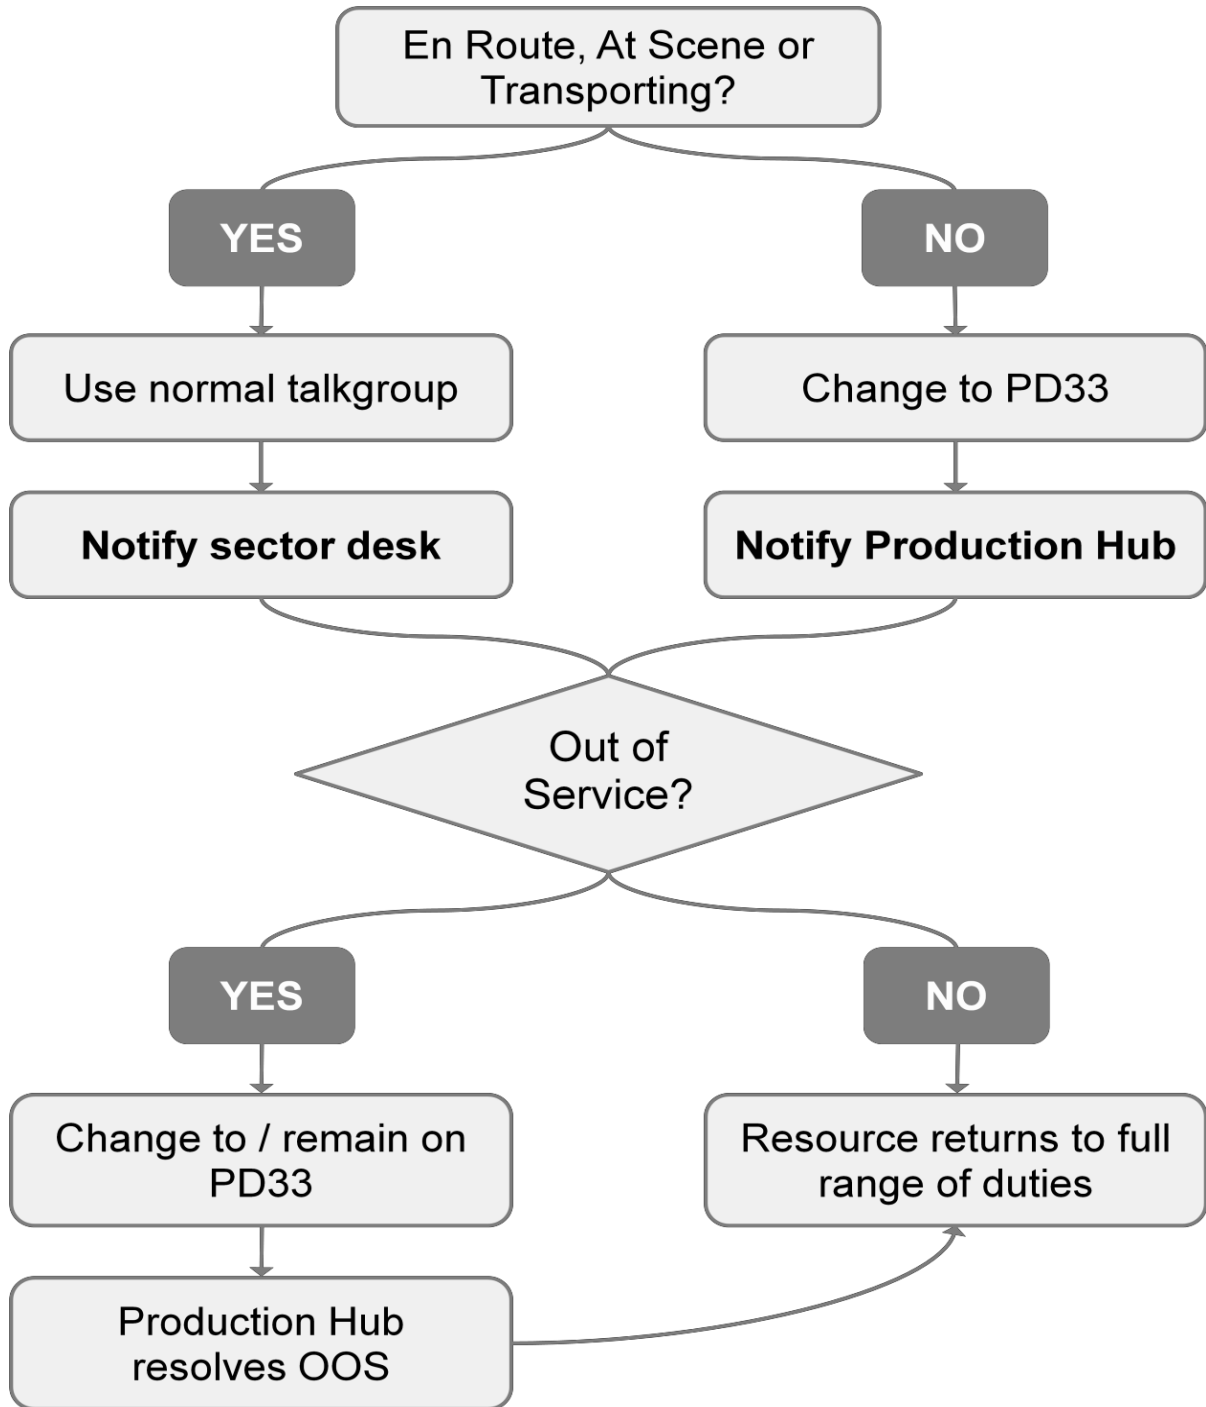 En Route, At Scene or
Transporting?
YES
NO
Use normal talkgroup
Change to PD33
Notify sector desk
Notify Production Hub
Out of
Service?
YES
NO
Change to / remain on
PD33
Resource returns to full
range of duties
Production Hub
resolves OOS